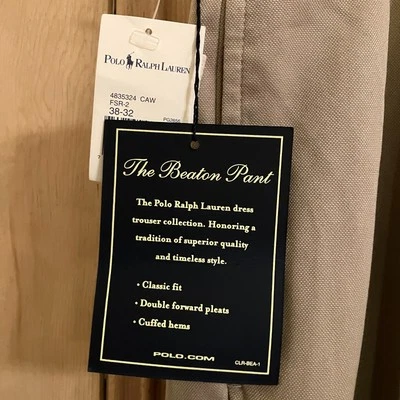 POLO RALPH LAUREN
4835324 CAW
FSR-2
38-32
The Beaton Pant
The Polo Ralph Lauren dress
trouser collection. Honoring a
tradition of superior quality
and timeless style.
• Classic fit
• Double forward pleats
• Cuffed hems
POLO.COM
CLR-BEA-1